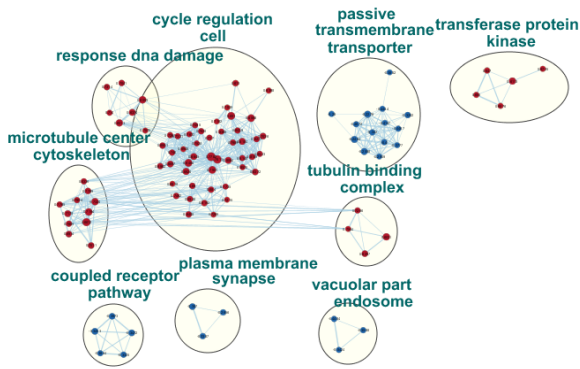 cycle regulation
cell
passive
transmembrane
transporter
transferase protein
kinase
response dna damage
microtubule center
cytoskeleton
tubulin binding
complex
coupled receptor
pathway
plasma membrane
synapse
vacuolar part
endosome